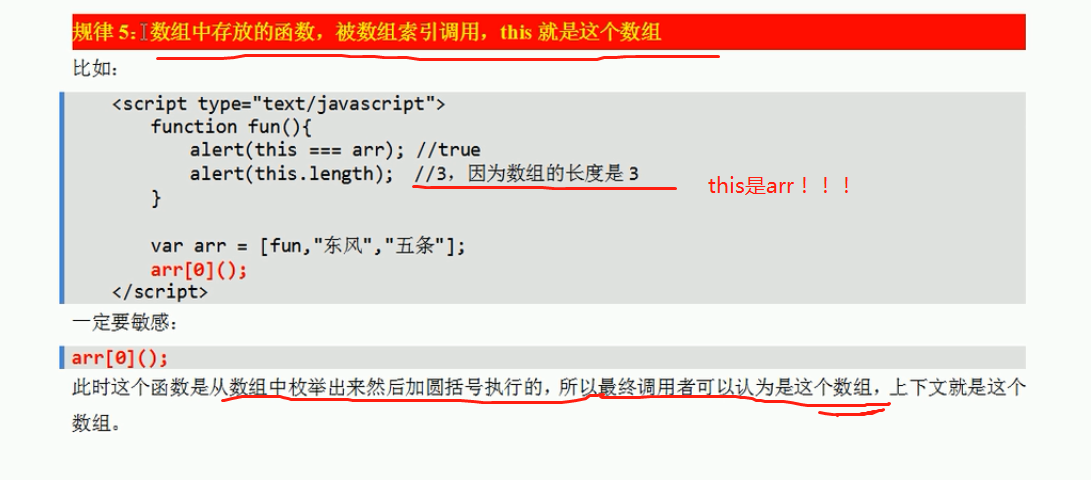 规律 5：数组中存放的函数，被数组索引调用，this 就是这个数组
比如：
<script type="text/javascript">
function fun(){
alert(this === arr); //true
alert(this.length);  //3，因为数组的长度是 3
this是arr！！！
}
var arr = [fun,"东风","五条"];
arr[0]();
</script>
一定要敏感：
arr[0]();
此时这个函数是从数组中枚举出来然后加圆括号执行的，所以最终调用者可以认为是这个数组，上下文就是这个
数组。